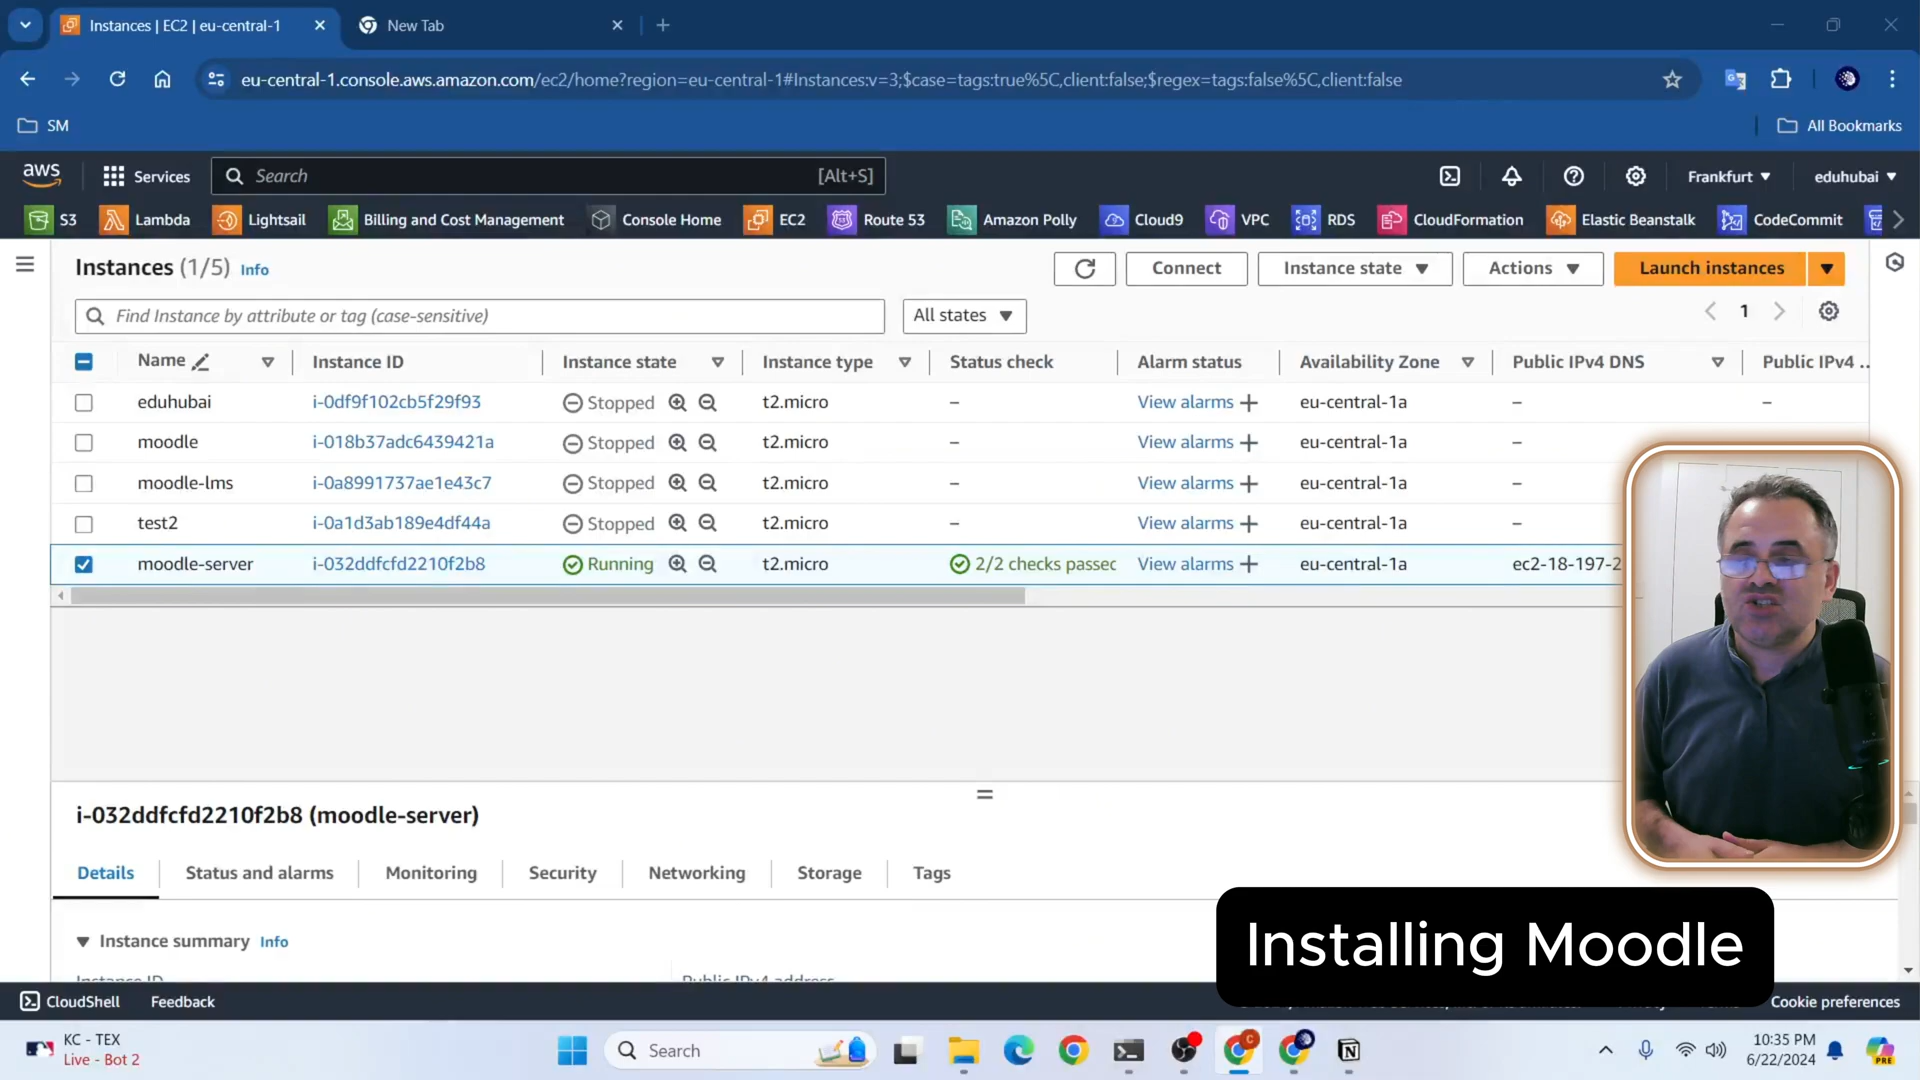 Instances | EC2 | eu-central-1
New Tab
eu-central-1.console.aws.amazon.com/ec2/home?region=eu-central-1#Instances:v=3;$case=tags:true%5C,client:false;$regex=tags:false%5C,client:false
SM
All Bookmarks
aws
Services
Search
[Alt+S]
Frankfurt
eduhubai
S3
Lambda
Lightsail
Billing and Cost Management
Console Home
EC2
Route 53
Amazon Polly
Cloud9
VPC
RDS
CloudFormation
Elastic Beanstalk
CodeCommit
Instances (1/5) Info
Connect
Instance state
Actions
Launch instances
Find Instance by attribute or tag (case-sensitive)
All states
1
Name Instance ID Instance state Instance type Status check Alarm status Availability Zone Public IPv4 DNS Public IPv4 ..
eduhubai i-0df9f102cb5f29f93 Stopped t2.micro – View alarms + eu-central-1a – –
moodle i-018b37adc6439421a Stopped t2.micro – View alarms + eu-central-1a –
moodle-lms i-0a8991737ae1e43c7 Stopped t2.micro – View alarms + eu-central-1a –
test2 i-0a1d3ab189e4df44a Stopped t2.micro – View alarms + eu-central-1a –
moodle-server i-032ddfcfd2210f2b8 Running t2.micro 2/2 checks passec View alarms + eu-central-1a ec2-18-197-2
i-032ddfcfd2210f2b8 (moodle-server)
Details
Status and alarms
Monitoring
Security
Networking
Storage
Tags
Instance summary Info
Instance ID
Public IPv4 address
Installing Moodle
CloudShell
Feedback
Cookie preferences
KC - TEX
Live - Bot 2
Search
PRE
10:35 PM
6/22/2024